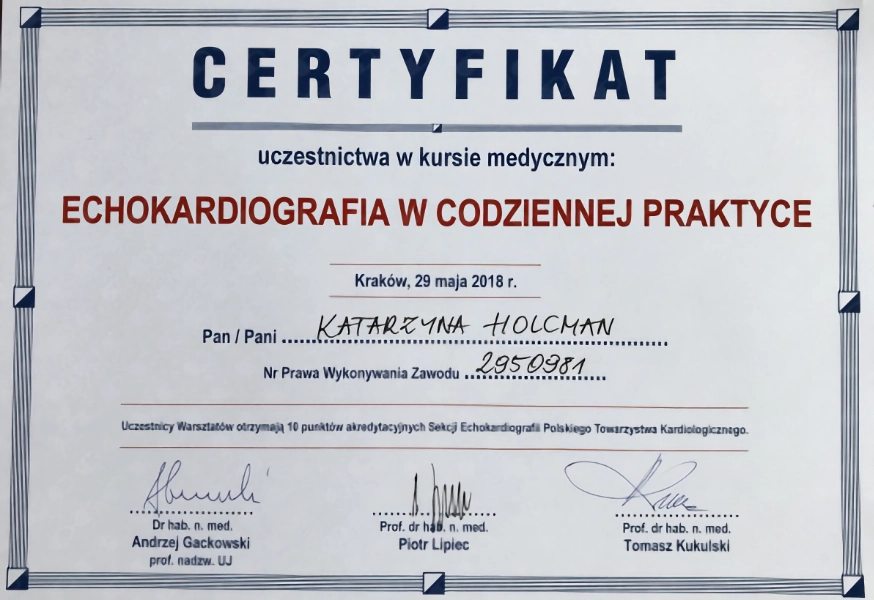 CERTYFIKAT
uczestnictwa w kursie medycznym:
ECHOKARDIOGRAFIA W CODZIENNEJ PRAKTYCE
Kraków, 29 maja 2018 r.
Pan / Pani KATARZYNA HOLCMAN
Nr Prawa Wykonywania Zawodu 2950981
Uczestnicy Warsztatów otrzymają 10 punktów akredytacyjnych Sekcji Echokardiografii Polskiego Towarzystwa Kardiologicznego.
Dr hab. n. med.
Andrzej Gackowski
prof. nadzw. UJ
Prof. dr hab. n. med.
Piotr Lipiec
Prof. dr hab. n. med.
Tomasz Kukulski